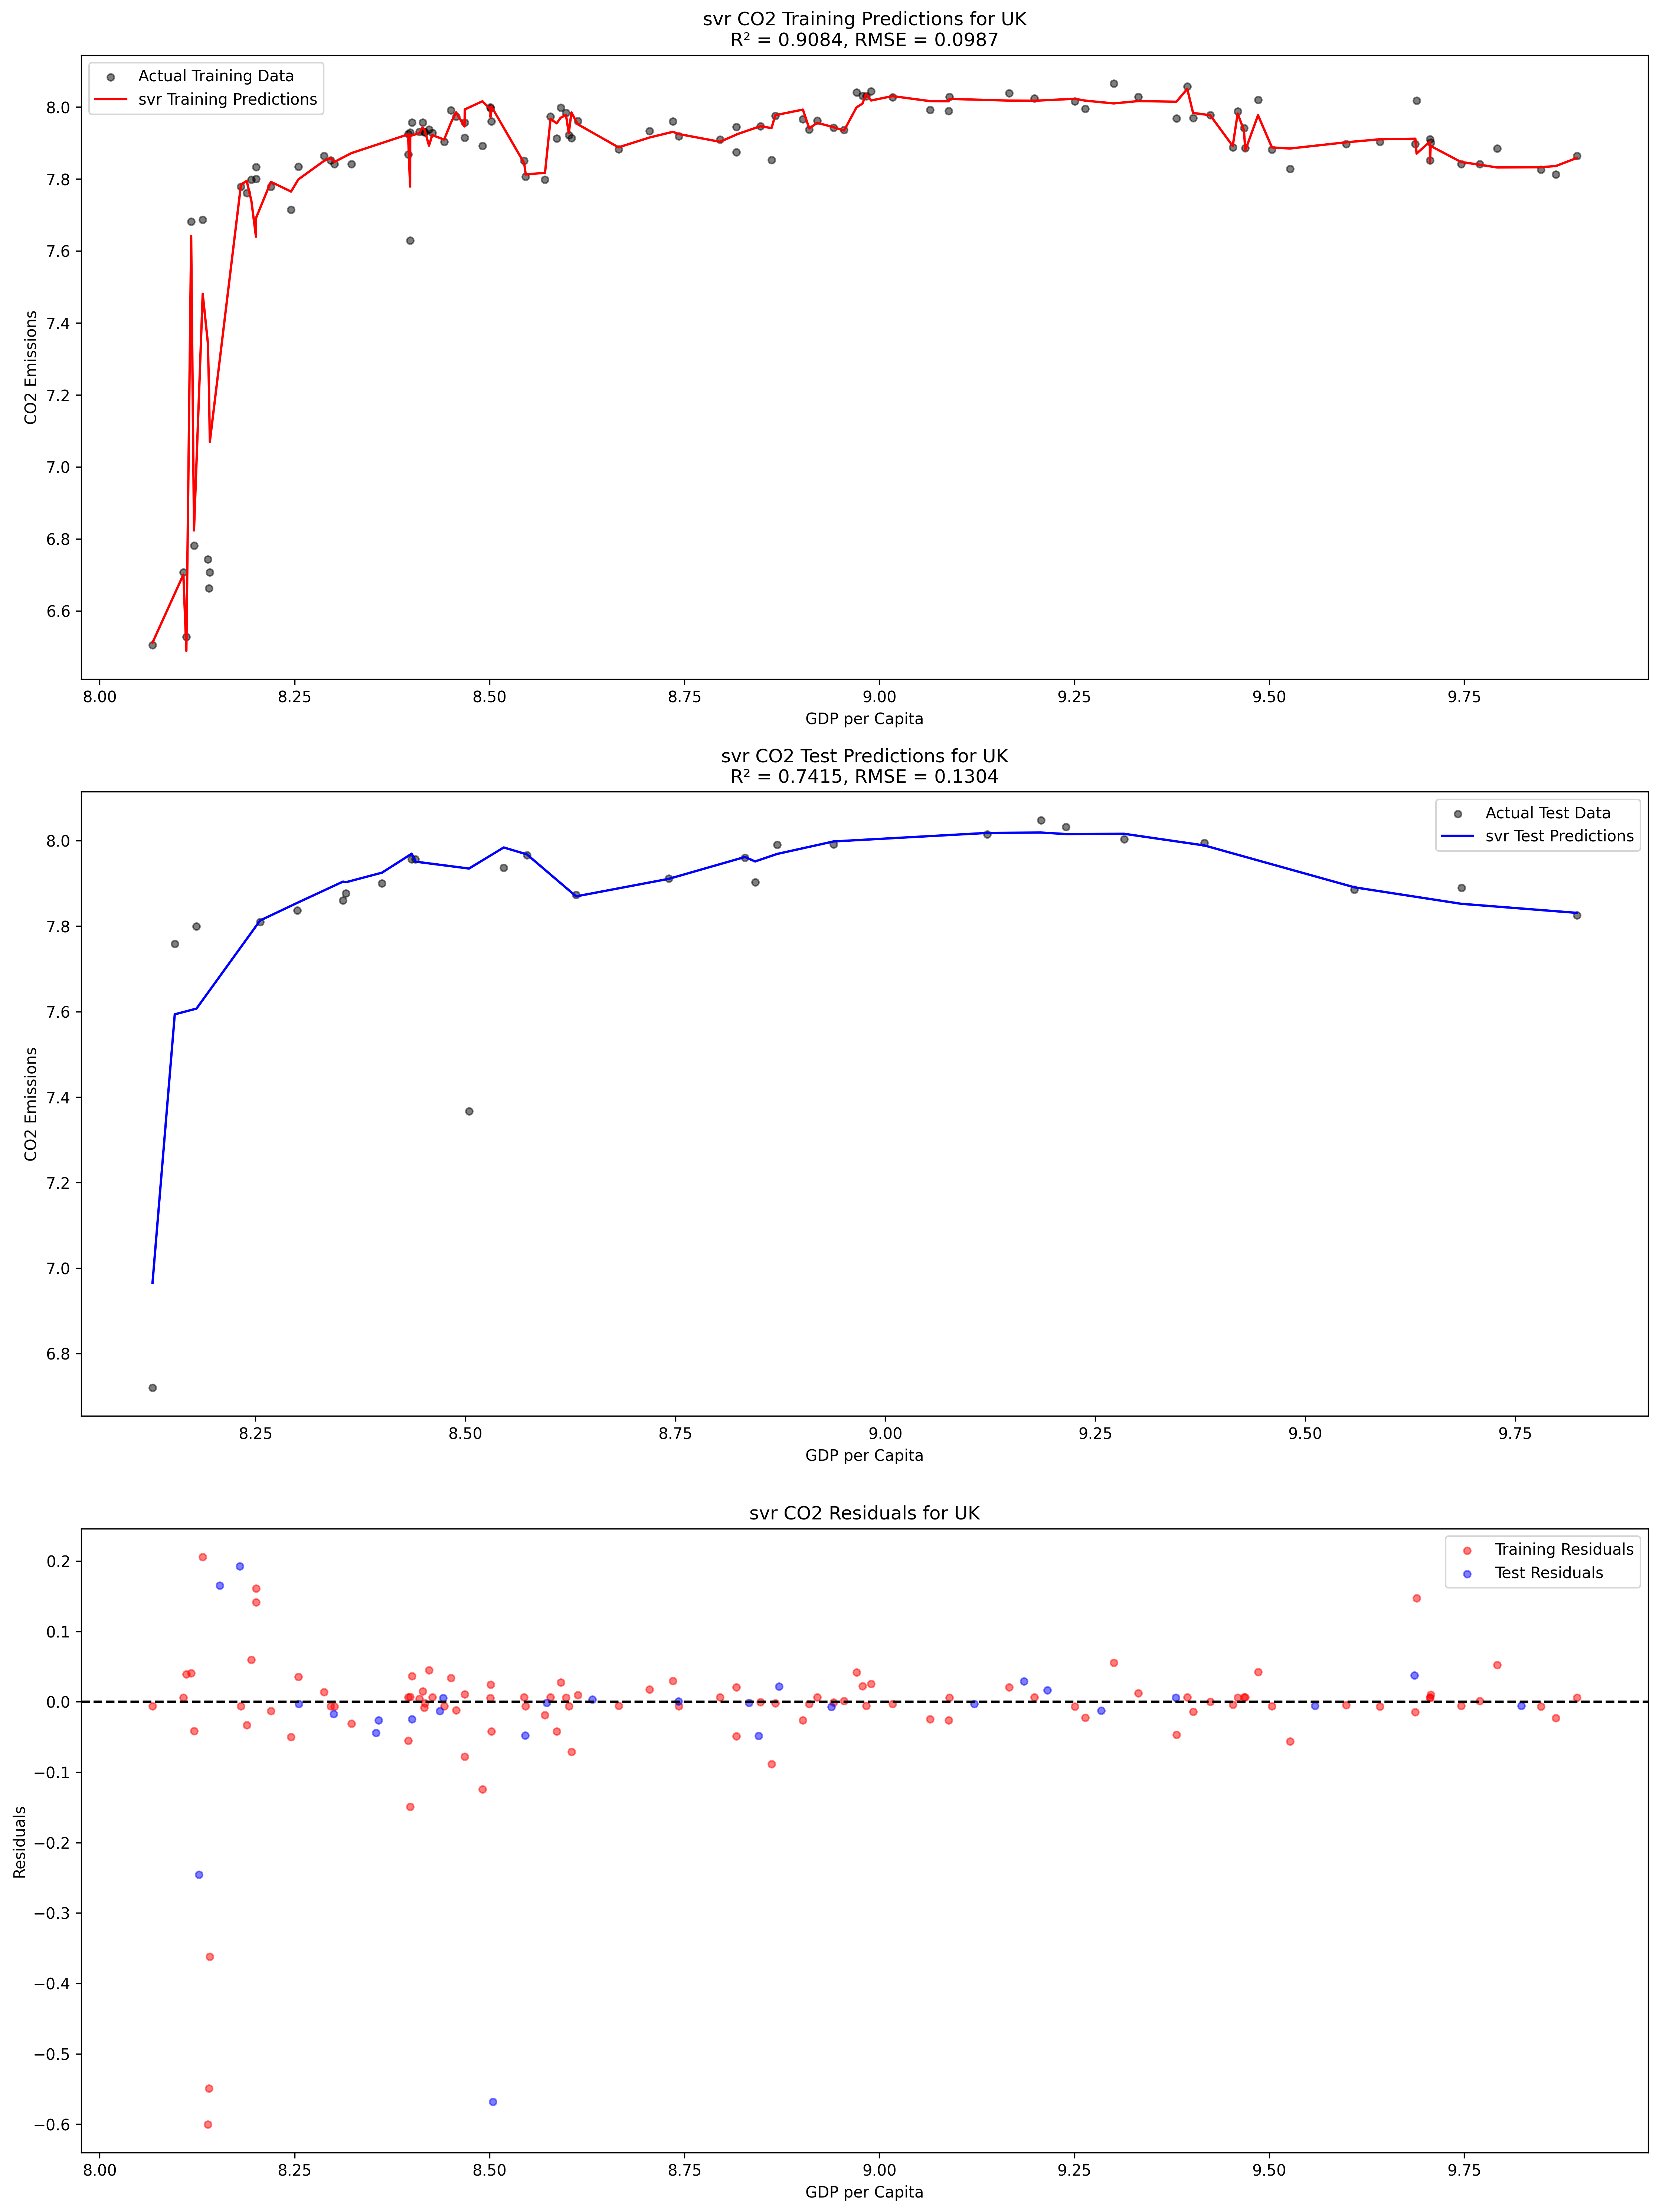 svr CO2 Training Predictions for UK
R² = 0.9084, RMSE = 0.0987
Actual Training Data
svr Training Predictions
CO2 Emissions
8.0
7.8
7.6
7.4
7.2
7.0
6.8
6.6
8.00 8.25 8.50 8.75 9.00 9.25 9.50 9.75
GDP per Capita
svr CO2 Test Predictions for UK
R² = 0.7415, RMSE = 0.1304
Actual Test Data
svr Test Predictions
CO2 Emissions
8.0
7.8
7.6
7.4
7.2
7.0
6.8
8.25 8.50 8.75 9.00 9.25 9.50 9.75
GDP per Capita
svr CO2 Residuals for UK
Training Residuals
Test Residuals
Residuals
0.2
0.1
0.0
−0.1
−0.2
−0.3
−0.4
−0.5
−0.6
8.00 8.25 8.50 8.75 9.00 9.25 9.50 9.75
GDP per Capita